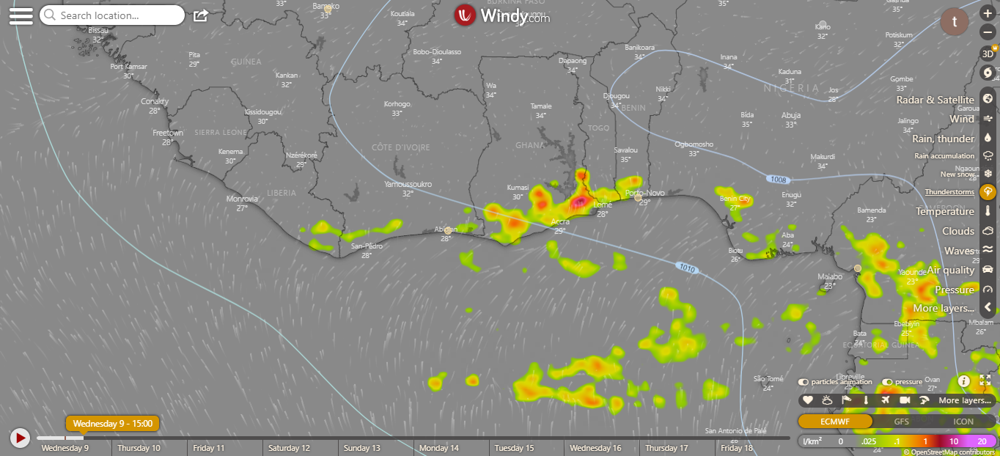 Search location...
Windy.com
t
3D
33°
Bamako
33°
Koutiala
34°
BURKINA FASO
35°
35°
Bissau
32°
Kano
32°
Potiskum
32°
Pita
29°
GUINEA
Bobo-Dioulasso
34°
Banikoara
34°
Port Kamsar
30°
Kankan
32°
Dapaong
34°
Inana
34°
Kaduna
31°
Gombe
33°
NIGERIA
Jos
28°
Wa
34°
Djougou
34°
Nikki
34°
Conakry
28°
Korhogo
33°
Tamale
34°
BENIN
Radar & Satellite
Garoua
Kissidougou
30°
Bida
35°
Abuja
33°
Wind
Jalingo
34°
Freetown
28°
SIERRA LEONE
TOGO
Rain, thunder
CÔTE D'IVOIRE
GHANA
Ogbomosho
33°
Kenema
30°
Nzérékoré
29°
Savalou
35°
Makurdi
34°
Rain accumulation
New snow
Yamoussoukro
32°
Kumasi
30°
1008
Thunderstorms
Monrovia
27°
LIBERIA
Porto-Novo
29°
Benin City
27°
Enugu
32°
Lomé
28°
Bamenda
23°
Temperature
Accra
29°
Abidjan
28°
Aba
24°
Clouds
San-Pédro
28°
Biotu
26°
Waves
1010
Malabo
23°
Yaounde
23°
Air quality
Pressure
More layers...
Ebebiyin
25°
Mbalam
26°
Bata
24°
EQUATORIAL GUINEA
São Tomé
24°
Libreville
Ovan
27°
particles animation
pressure
More layers...
ECMWF
GFS
ICON
San Antonio de Palé
28°
l/km²
0
.025
.1
1
10
20
24°
© OpenStreetMap contributors
Wednesday 9 - 15:00
Wednesday 9
Thursday 10
Friday 11
Saturday 12
Sunday 13
Monday 14
Tuesday 15
Wednesday 16
Thursday 17
Friday 18